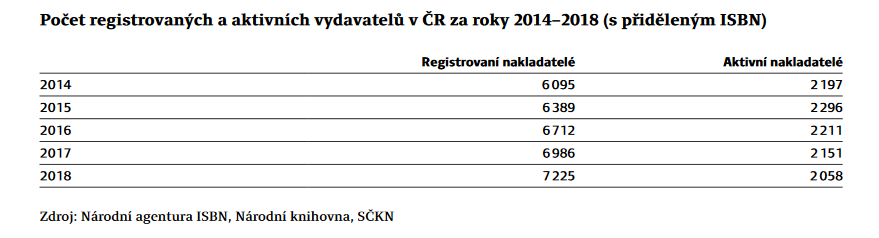 Počet registrovaných a aktivních vydavatelů v ČR za roky 2014–2018 (s přiděleným ISBN)
Registrovaní nakladatelé Aktivní nakladatelé
2014 6 095 2 197
2015 6 389 2 296
2016 6 712 2 211
2017 6 986 2 151
2018 7 225 2 058
Zdroj: Národní agentura ISBN, Národní knihovna, SČKN